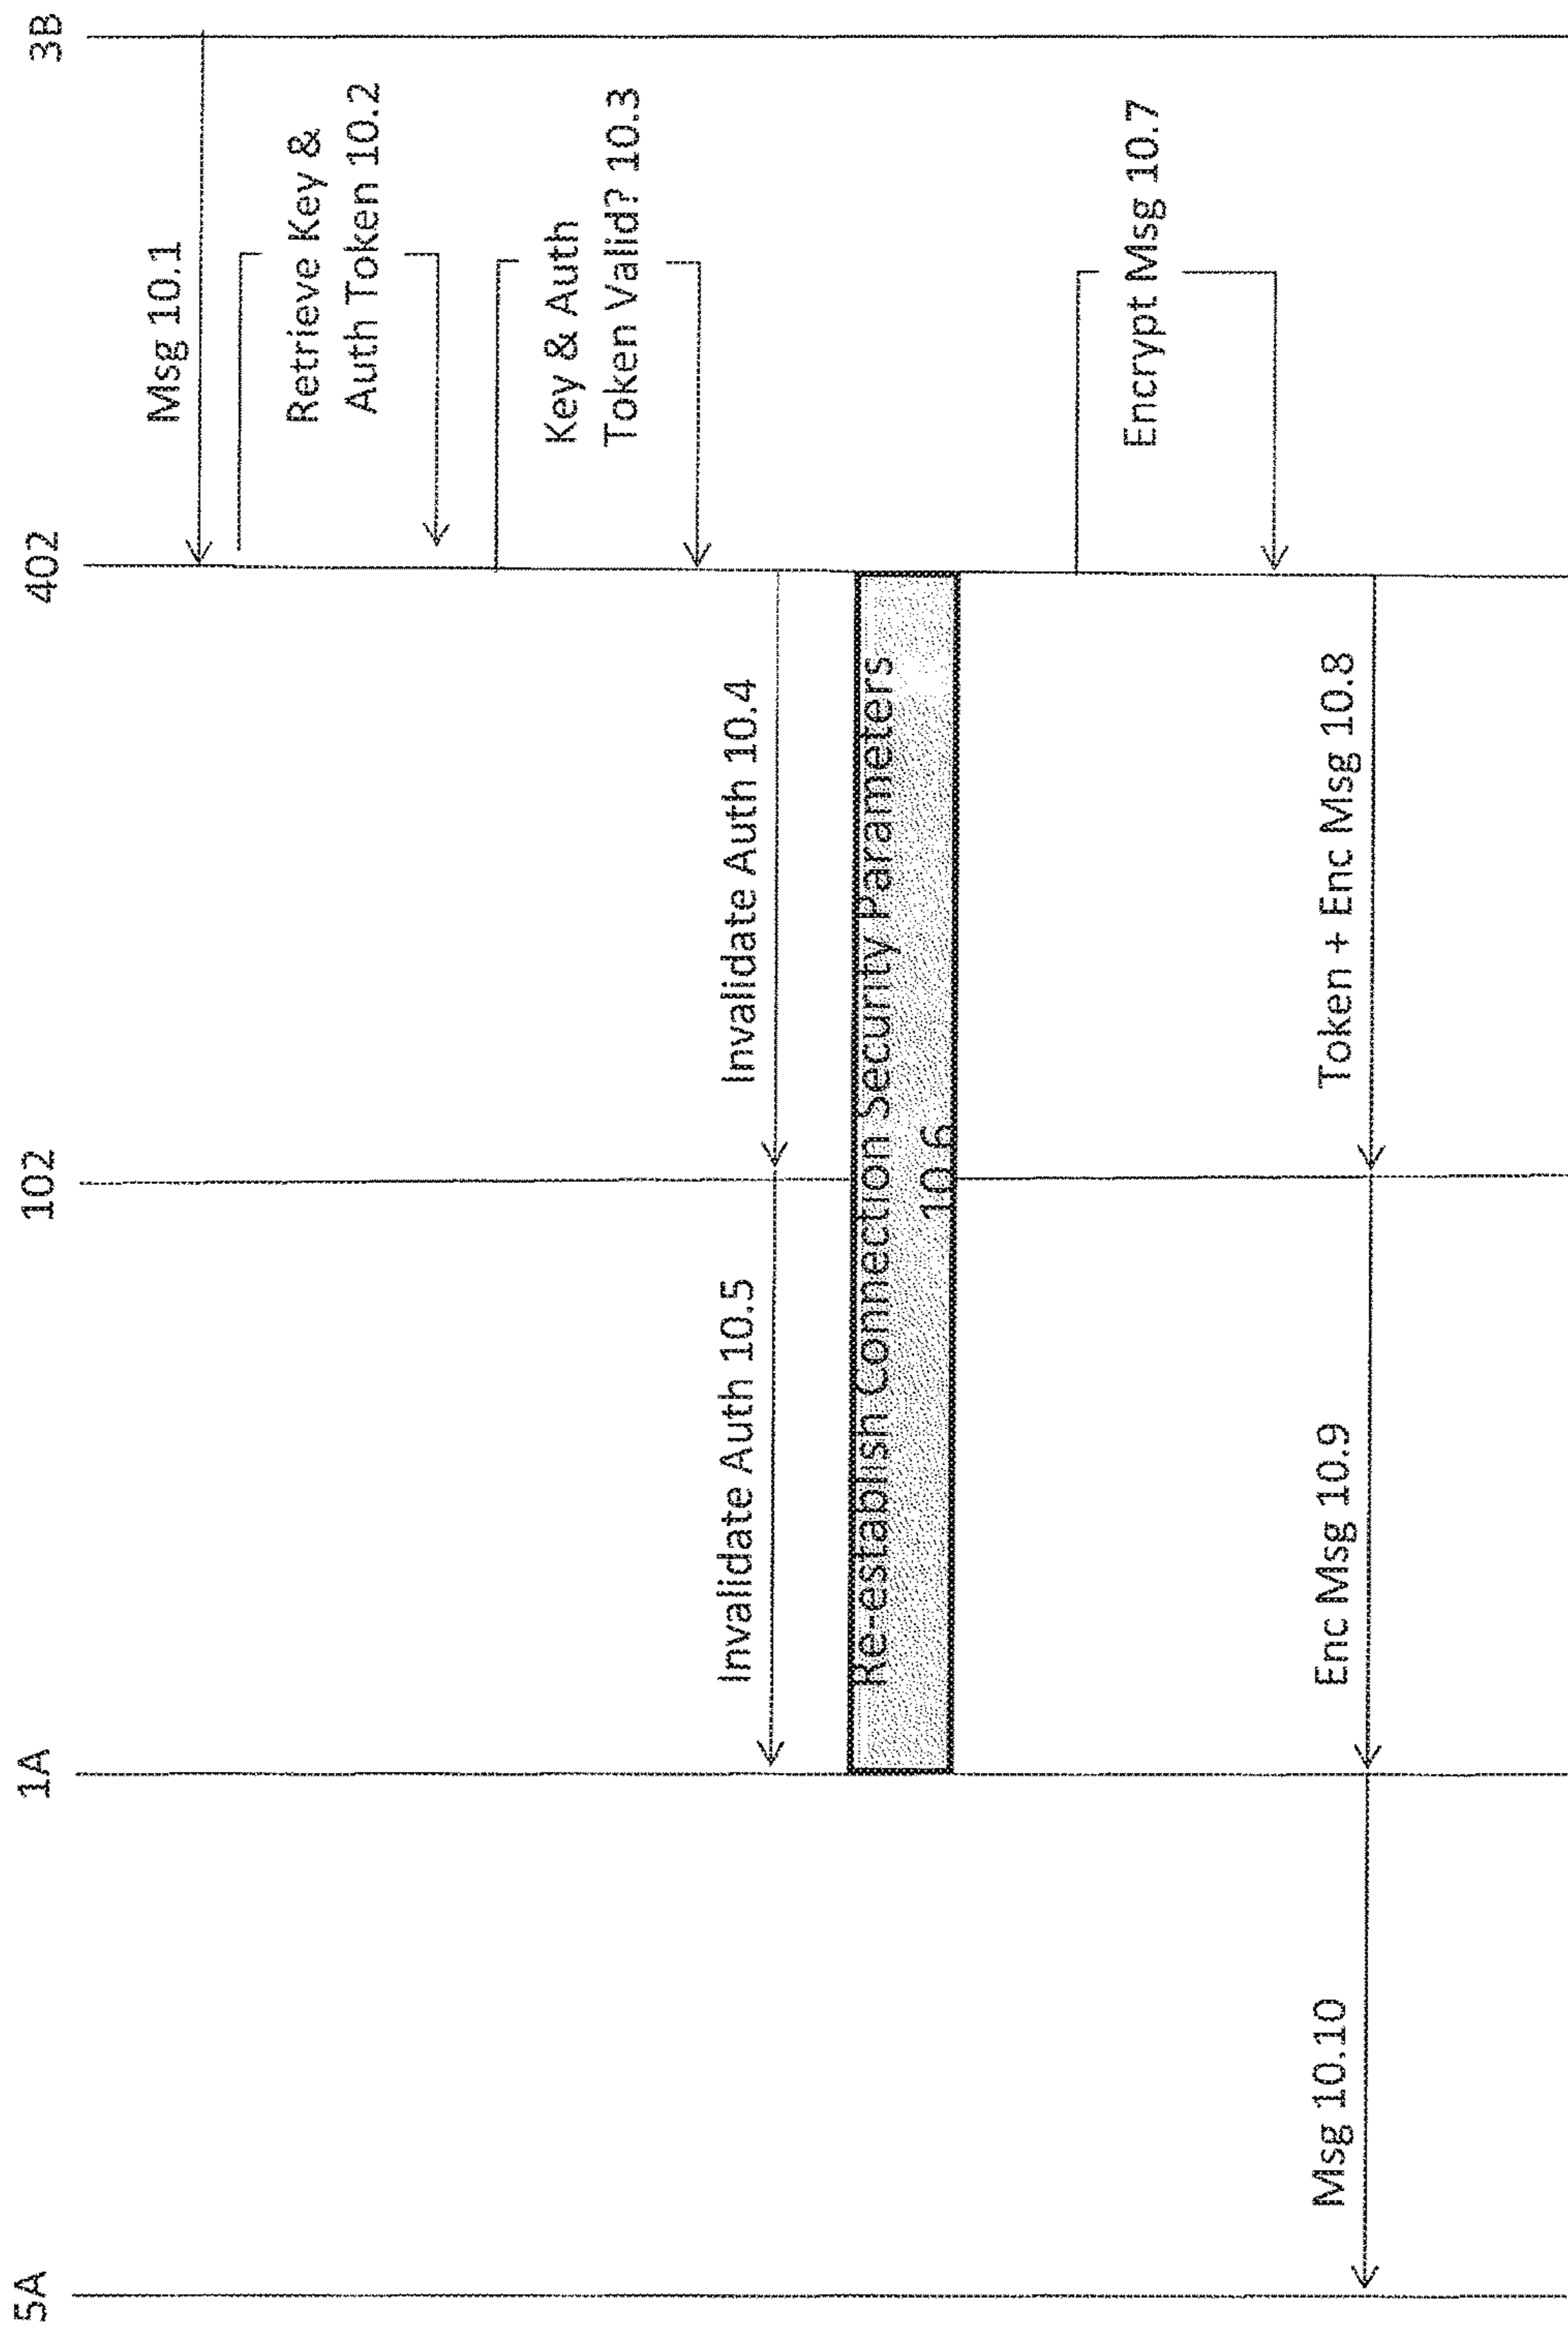 5A
1A
102
402
3B
Msg 10.1
Retrieve Key &
Auth Token 10.2
Key & Auth
Token Valid? 10.3
Invalidate Auth 10.4
Invalidate Auth 10.5
Re-establish Connection Security Parameters
10.6
Encrypt Msg 10.7
Token + Enc Msg 10.8
Enc Msg 10.9
Msg 10.10